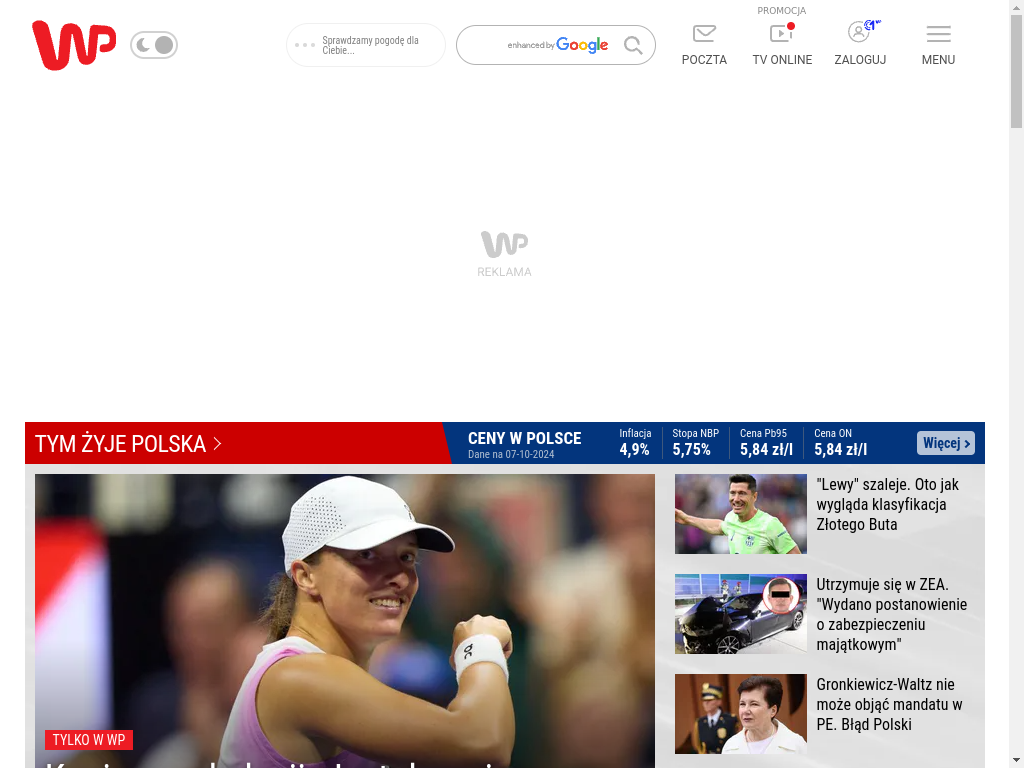 PROMOCJA
WP
Sprawdzamy pogodę dla
Ciebie...
enhanced by Google
POCZTA
TV ONLINE
ZALOGUJ
MENU
WP
REKLAMA
TYM ŻYJE POLSKA
CENY W POLSCE
Dane na 07-10-2024
Inflacja
4,9%
Stopa NBP
5,75%
Cena Pb95
5,84 zł/l
Cena ON
5,84 zł/l
Więcej
TYLKO W WP
"Lewy" szaleje. Oto jak
wygląda klasyfikacja
Złotego Buta
Utrzymuje się w ZEA.
"Wydano postanowienie
o zabezpieczeniu
majątkowym"
Gronkiewicz-Waltz nie
może objąć mandatu w
PE. Błąd Polski